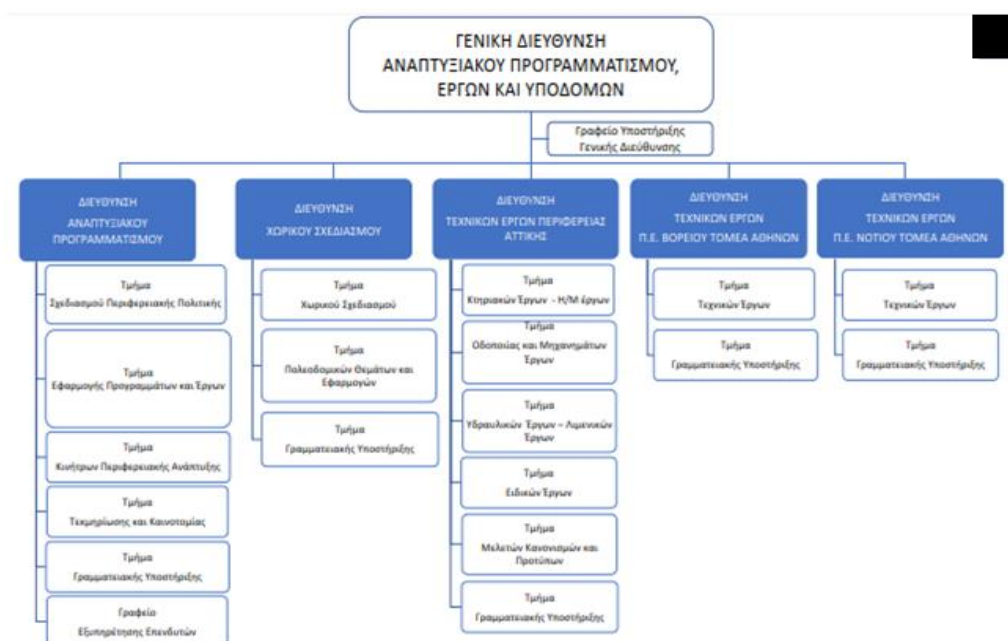 ΓΕΝΙΚΗ ΔΙΕΥΘΥΝΣΗ
ΑΝΑΠΤΥΞΙΑΚΟΥ ΠΡΟΓΡΑΜΜΑΤΙΣΜΟΥ,
ΕΡΓΩΝ ΚΑΙ ΥΠΟΔΟΜΩΝ
Γραφείο Υποστήριξης
Γενικής Διεύθυνσης
ΔΙΕΥΘΥΝΣΗ
ΑΝΑΠΤΥΞΙΑΚΟΥ
ΠΡΟΓΡΑΜΜΑΤΙΣΜΟΥ
Τμήμα
Σχεδιασμού Περιφερειακής Πολιτικής
Τμήμα
Εφαρμογής Προγραμμάτων και Έργων
Τμήμα
Κινήτρων Περιφερειακής Ανάπτυξης
Τμήμα
Τεκμηρίωσης και Καινοτομίας
Τμήμα
Γραμματειακής Υποστήριξης
Γραφείο
Εξυπηρέτησης Επενδυτών
ΔΙΕΥΘΥΝΣΗ
ΧΩΡΙΚΟΥ ΣΧΕΔΙΑΣΜΟΥ
Τμήμα
Χωρικού Σχεδιασμού
Τμήμα
Πολεοδομικών Θεμάτων και
Εφαρμογών
Τμήμα
Γραμματειακής Υποστήριξης
ΔΙΕΥΘΥΝΣΗ
ΤΕΧΝΙΚΩΝ ΕΡΓΩΝ ΠΕΡΙΦΕΡΕΙΑΣ
ΑΤΤΙΚΗΣ
Τμήμα
Κτηριακών Έργων - Η/Μ έργων
Τμήμα
Οδοποιίας και Μηχανημάτων
Έργων
Τμήμα
Υδραυλικών Έργων – Λιμενικών
Έργων
Τμήμα
Ειδικών Έργων
Τμήμα
Μελετών Κανονισμών και
Προτύπων
Τμήμα
Γραμματειακής Υποστήριξης
ΔΙΕΥΘΥΝΣΗ
ΤΕΧΝΙΚΩΝ ΕΡΓΩΝ
Π.Ε. ΒΟΡΕΙΟΥ ΤΟΜΕΑ ΑΘΗΝΩΝ
Τμήμα
Τεχνικών Έργων
Τμήμα
Γραμματειακής Υποστήριξης
ΔΙΕΥΘΥΝΣΗ
ΤΕΧΝΙΚΩΝ ΕΡΓΩΝ
Π.Ε. ΝΟΤΙΟΥ ΤΟΜΕΑ ΑΘΗΝΩΝ
Τμήμα
Τεχνικών Έργων
Τμήμα
Γραμματειακής Υποστήριξης